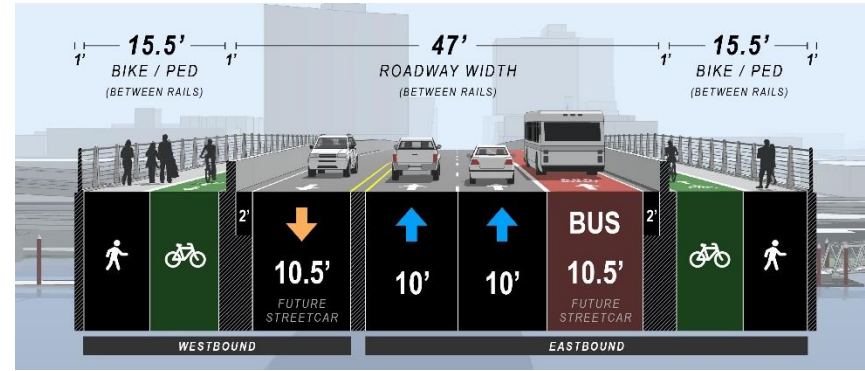 1' 15.5' 1' 47' 1' 15.5' 1'
BIKE / PED ROADWAY WIDTH BIKE / PED
(BETWEEN RAILS) (BETWEEN RAILS) (BETWEEN RAILS)
2' BUS 2'
10.5' 10' 10' 10.5'
FUTURE STREETCAR FUTURE STREETCAR
WESTBOUND EASTBOUND